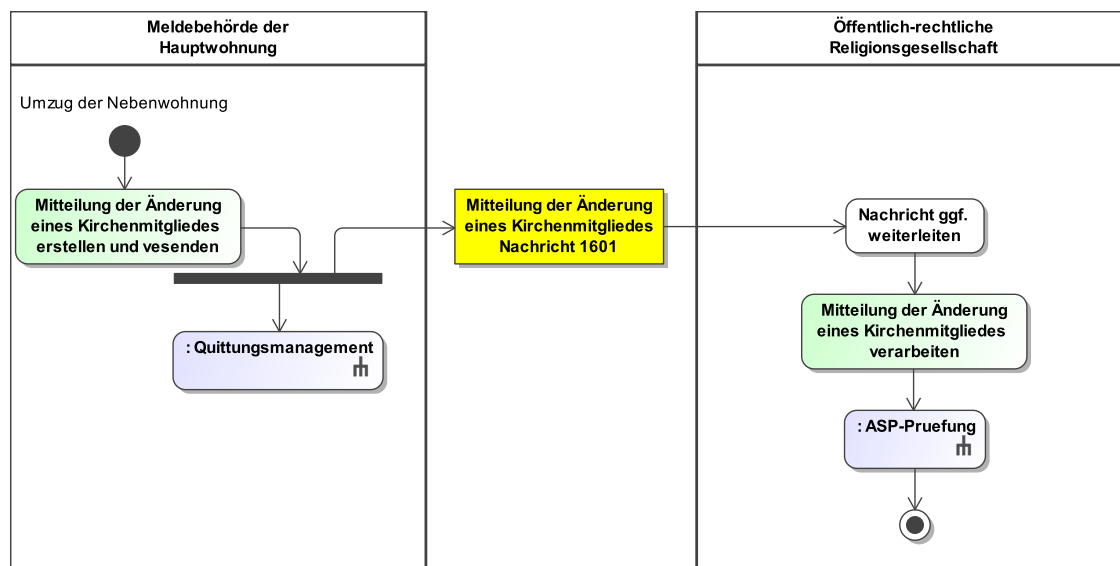 Meldebehörde der
Hauptwohnung
Öffentlich-rechtliche
Religionsgesellschaft
Umzug der Nebenwohnung
Mitteilung der Änderung
eines Kirchenmitgliedes
erstellen und vesenden
: Quittungsmanagement
Mitteilung der Änderung
eines Kirchenmitgliedes
Nachricht 1601
Nachricht ggf.
weiterleiten
Mitteilung der Änderung
eines Kirchenmitgliedes
verarbeiten
: ASP-Pruefung